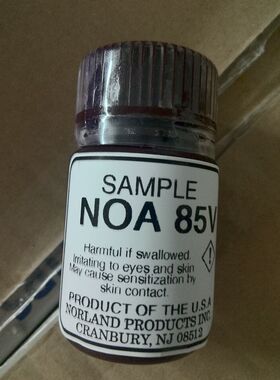 SAMPLE
NOA 85V
Harmful if swallowed.
Irritating to eyes and skin
May cause sensitization by
skin contact.
PRODUCT OF THE U.S.A
NORLAND PRODUCTS INC.
CRANBURY, NJ 08512